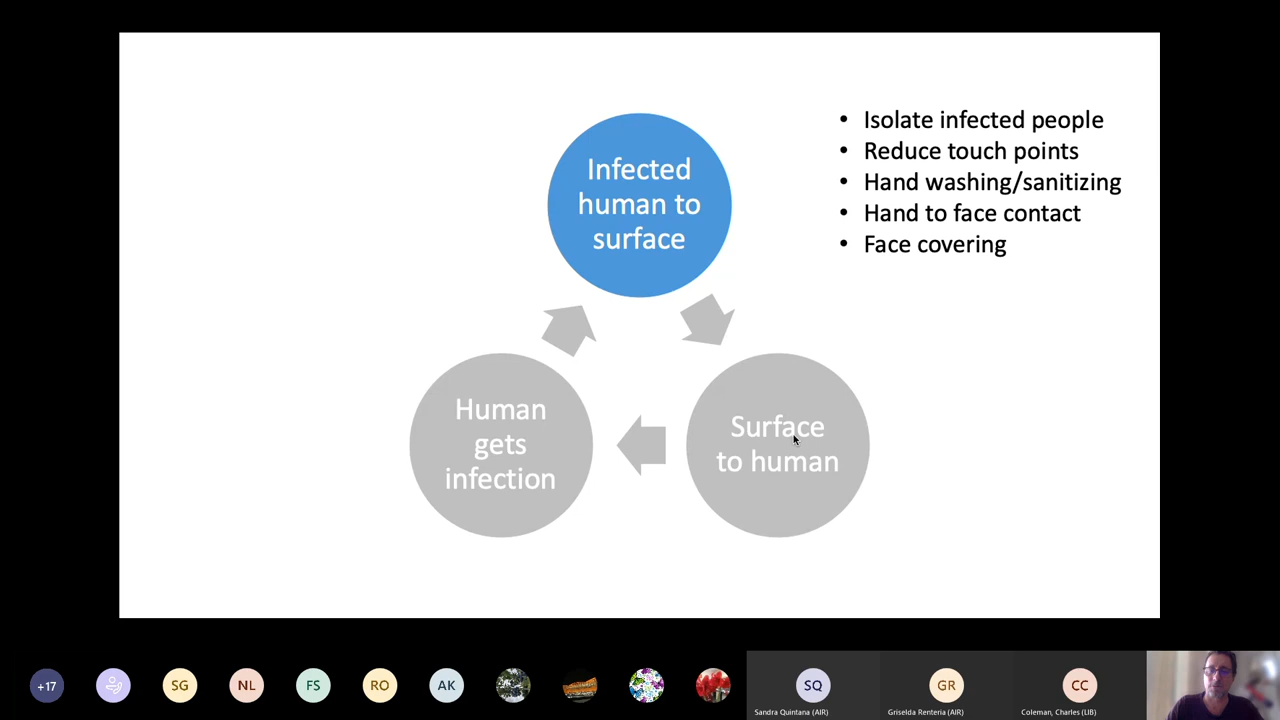 Infected
human to
surface
• Isolate infected people
• Reduce touch points
• Hand washing/sanitizing
• Hand to face contact
• Face covering
Human
gets
infection
Surface
to human
+17
SG
NL
FS
RO
AK
SQ
GR
CC
Sandra Quintana (AIR)
Griselda Renteria (AIR)
Coleman, Charles (LIB)